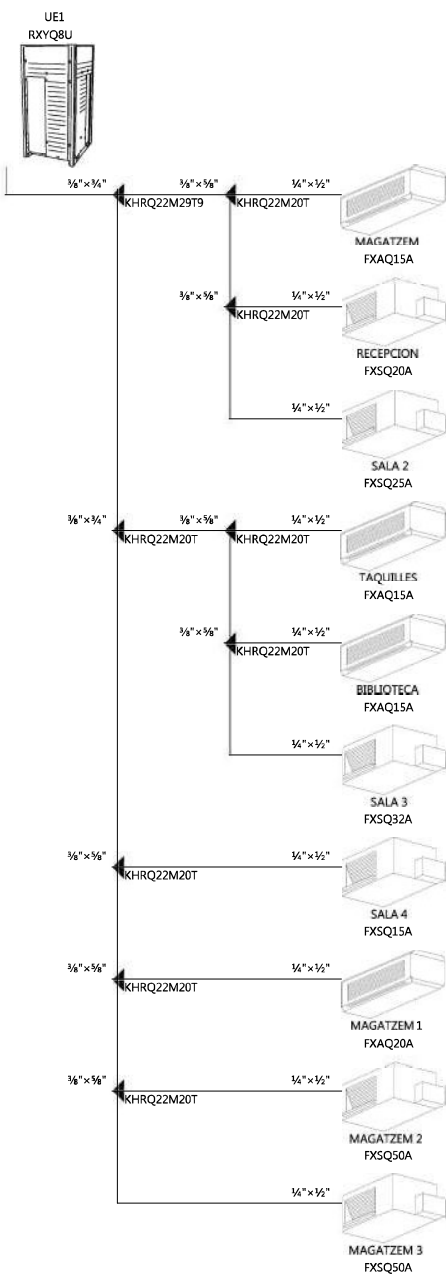 UE1
RXYQ8U
⅜"×¾" ⅜"×⅝" ¼"×½"
KHRQ22M29T9 KHRQ22M20T
MAGATZEM
FXAQ15A
⅜"×⅝" ¼"×½"
KHRQ22M20T
RECEPCION
FXSQ20A
¼"×½"
SALA 2
FXSQ25A
⅜"×¾" ⅜"×⅝" ¼"×½"
KHRQ22M20T KHRQ22M20T
TAQUILLES
FXAQ15A
⅜"×⅝" ¼"×½"
KHRQ22M20T
BIBLIOTECA
FXAQ15A
¼"×½"
SALA 3
FXSQ32A
⅜"×⅝" ¼"×½"
KHRQ22M20T
SALA 4
FXSQ15A
⅜"×⅝" ¼"×½"
KHRQ22M20T
MAGATZEM 1
FXAQ20A
⅜"×⅝" ¼"×½"
KHRQ22M20T
MAGATZEM 2
FXSQ50A
¼"×½"
MAGATZEM 3
FXSQ50A